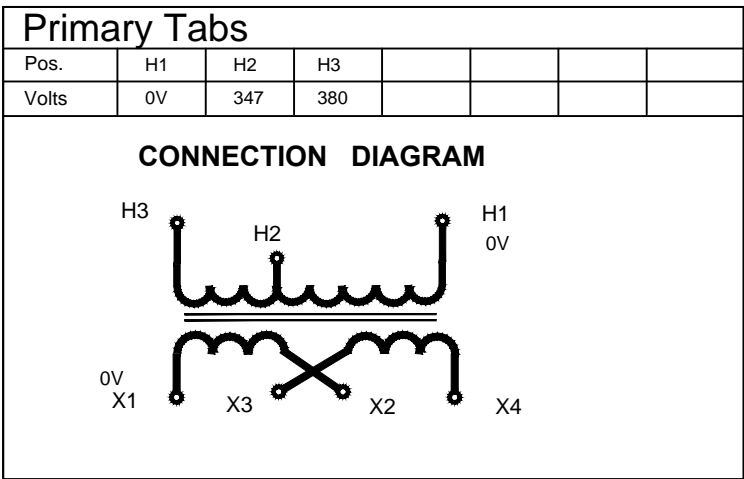 Primary Tabs
Pos. H1 H2 H3
Volts 0V 347 380
CONNECTION DIAGRAM
H3 H2 H1
0V
0V
X1 X3 X2 X4